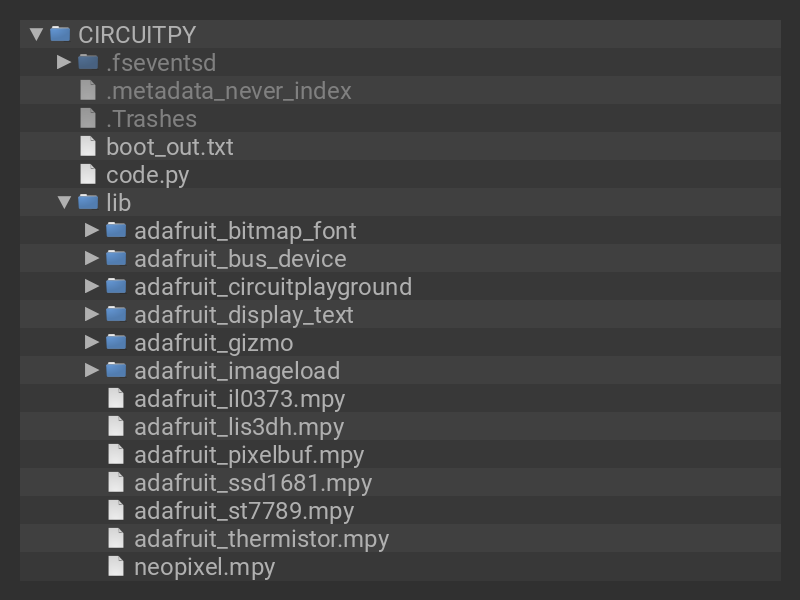 CIRCUITPY
.fseventsd
.metadata_never_index
.Trashes
boot_out.txt
code.py
lib
adafruit_bitmap_font
adafruit_bus_device
adafruit_circuitplayground
adafruit_display_text
adafruit_gizmo
adafruit_imageload
adafruit_il0373.mpy
adafruit_lis3dh.mpy
adafruit_pixelbuf.mpy
adafruit_ssd1681.mpy
adafruit_st7789.mpy
adafruit_thermistor.mpy
neopixel.mpy